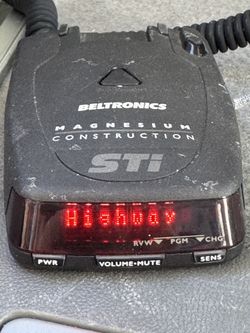 BELTRONICS
MAGNESIUM
CONSTRUCTION
STi
Highway
RVW PGM CHG
PWR VOLUME•MUTE SENS